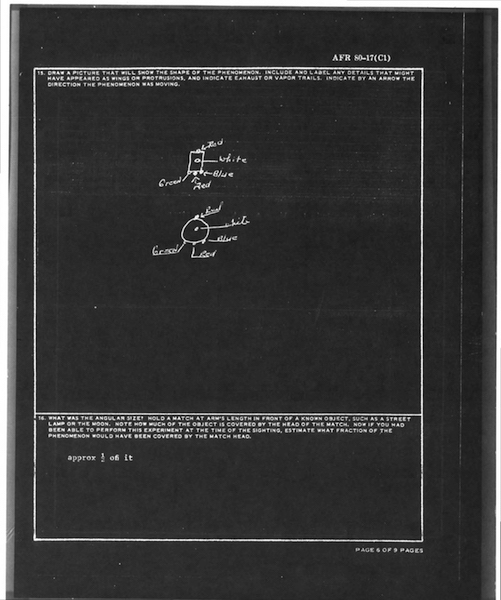 AFR 80-17(C1)
15. DRAW A PICTURE THAT WILL SHOW THE SHAPE OF THE PHENOMENON. INCLUDE AND LABEL ANY DETAILS THAT MIGHT
HAVE APPEARED AS WINGS OR PROTRUSIONS, AND INDICATE EXHAUST OR VAPOR TRAILS. INDICATE BY AN ARROW THE
DIRECTION THE PHENOMENON WAS MOVING.
Red
White
Blue
Green
Red
Red
White
Blue
Green
Red
16. WHAT WAS THE ANGULAR SIZE? HOLD A MATCH AT ARM'S LENGTH IN FRONT OF A KNOWN OBJECT, SUCH AS A STREET
LAMP OR THE MOON. NOTE HOW MUCH OF THE OBJECT IS COVERED BY THE HEAD OF THE MATCH. NOW IF YOU HAD
BEEN ABLE TO PERFORM THIS EXPERIMENT AT THE TIME OF THE SIGHTING, ESTIMATE WHAT FRACTION OF THE
PHENOMENON WOULD HAVE BEEN COVERED BY THE MATCH HEAD.
approx ½ of it
PAGE 6 OF 9 PAGES